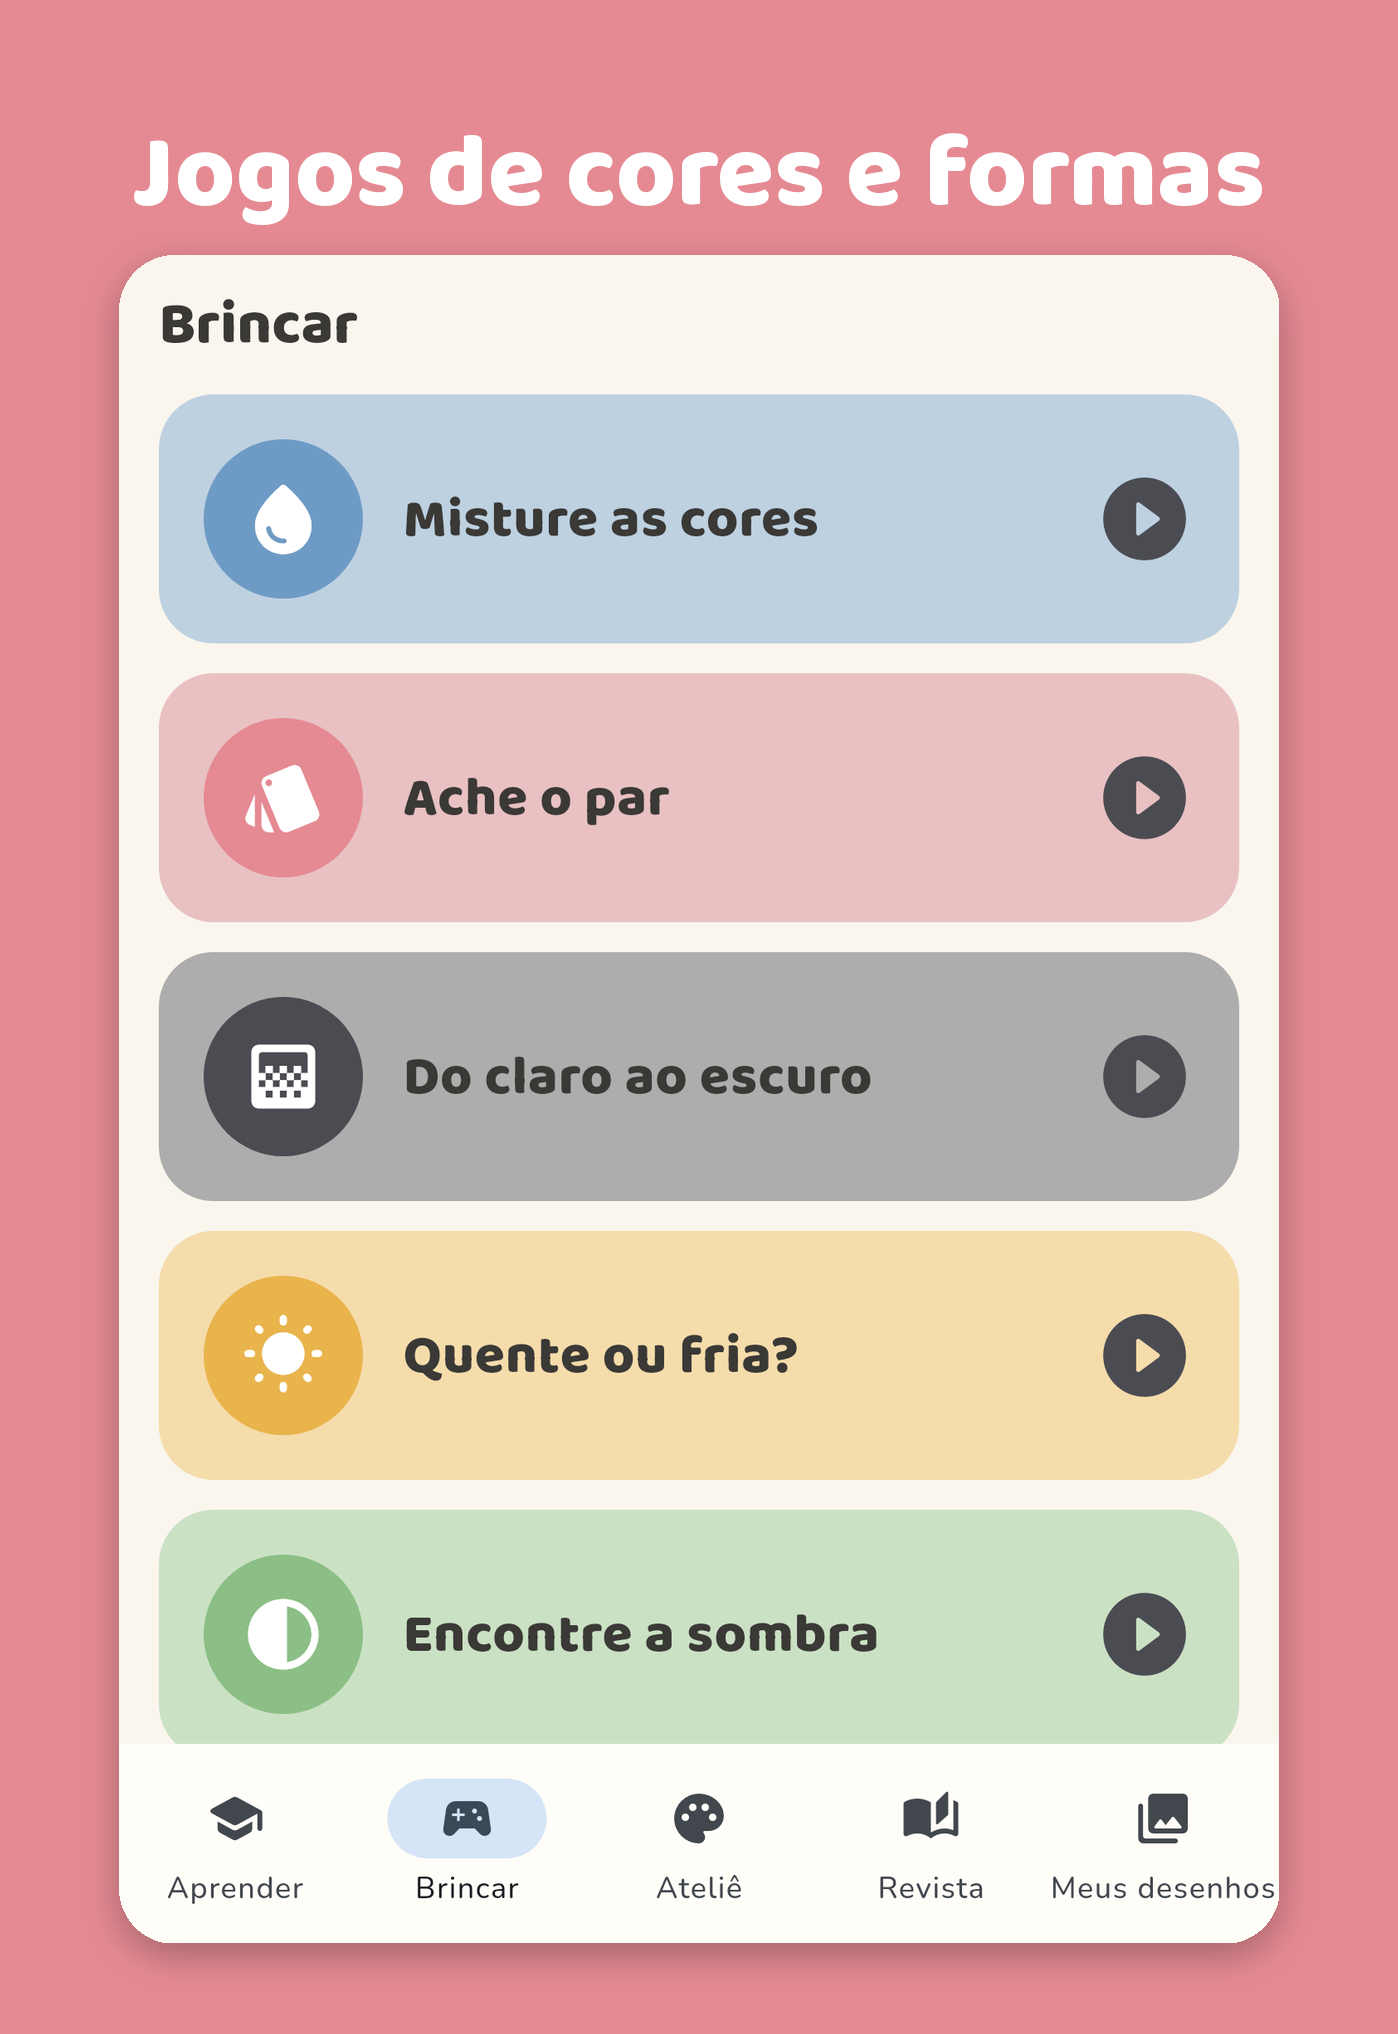 Jogos de cores e formas
Brincar
Misture as cores
Ache o par
Do claro ao escuro
Quente ou fria?
Encontre a sombra
Aprender
Brincar
Ateliê
Revista
Meus desenhos